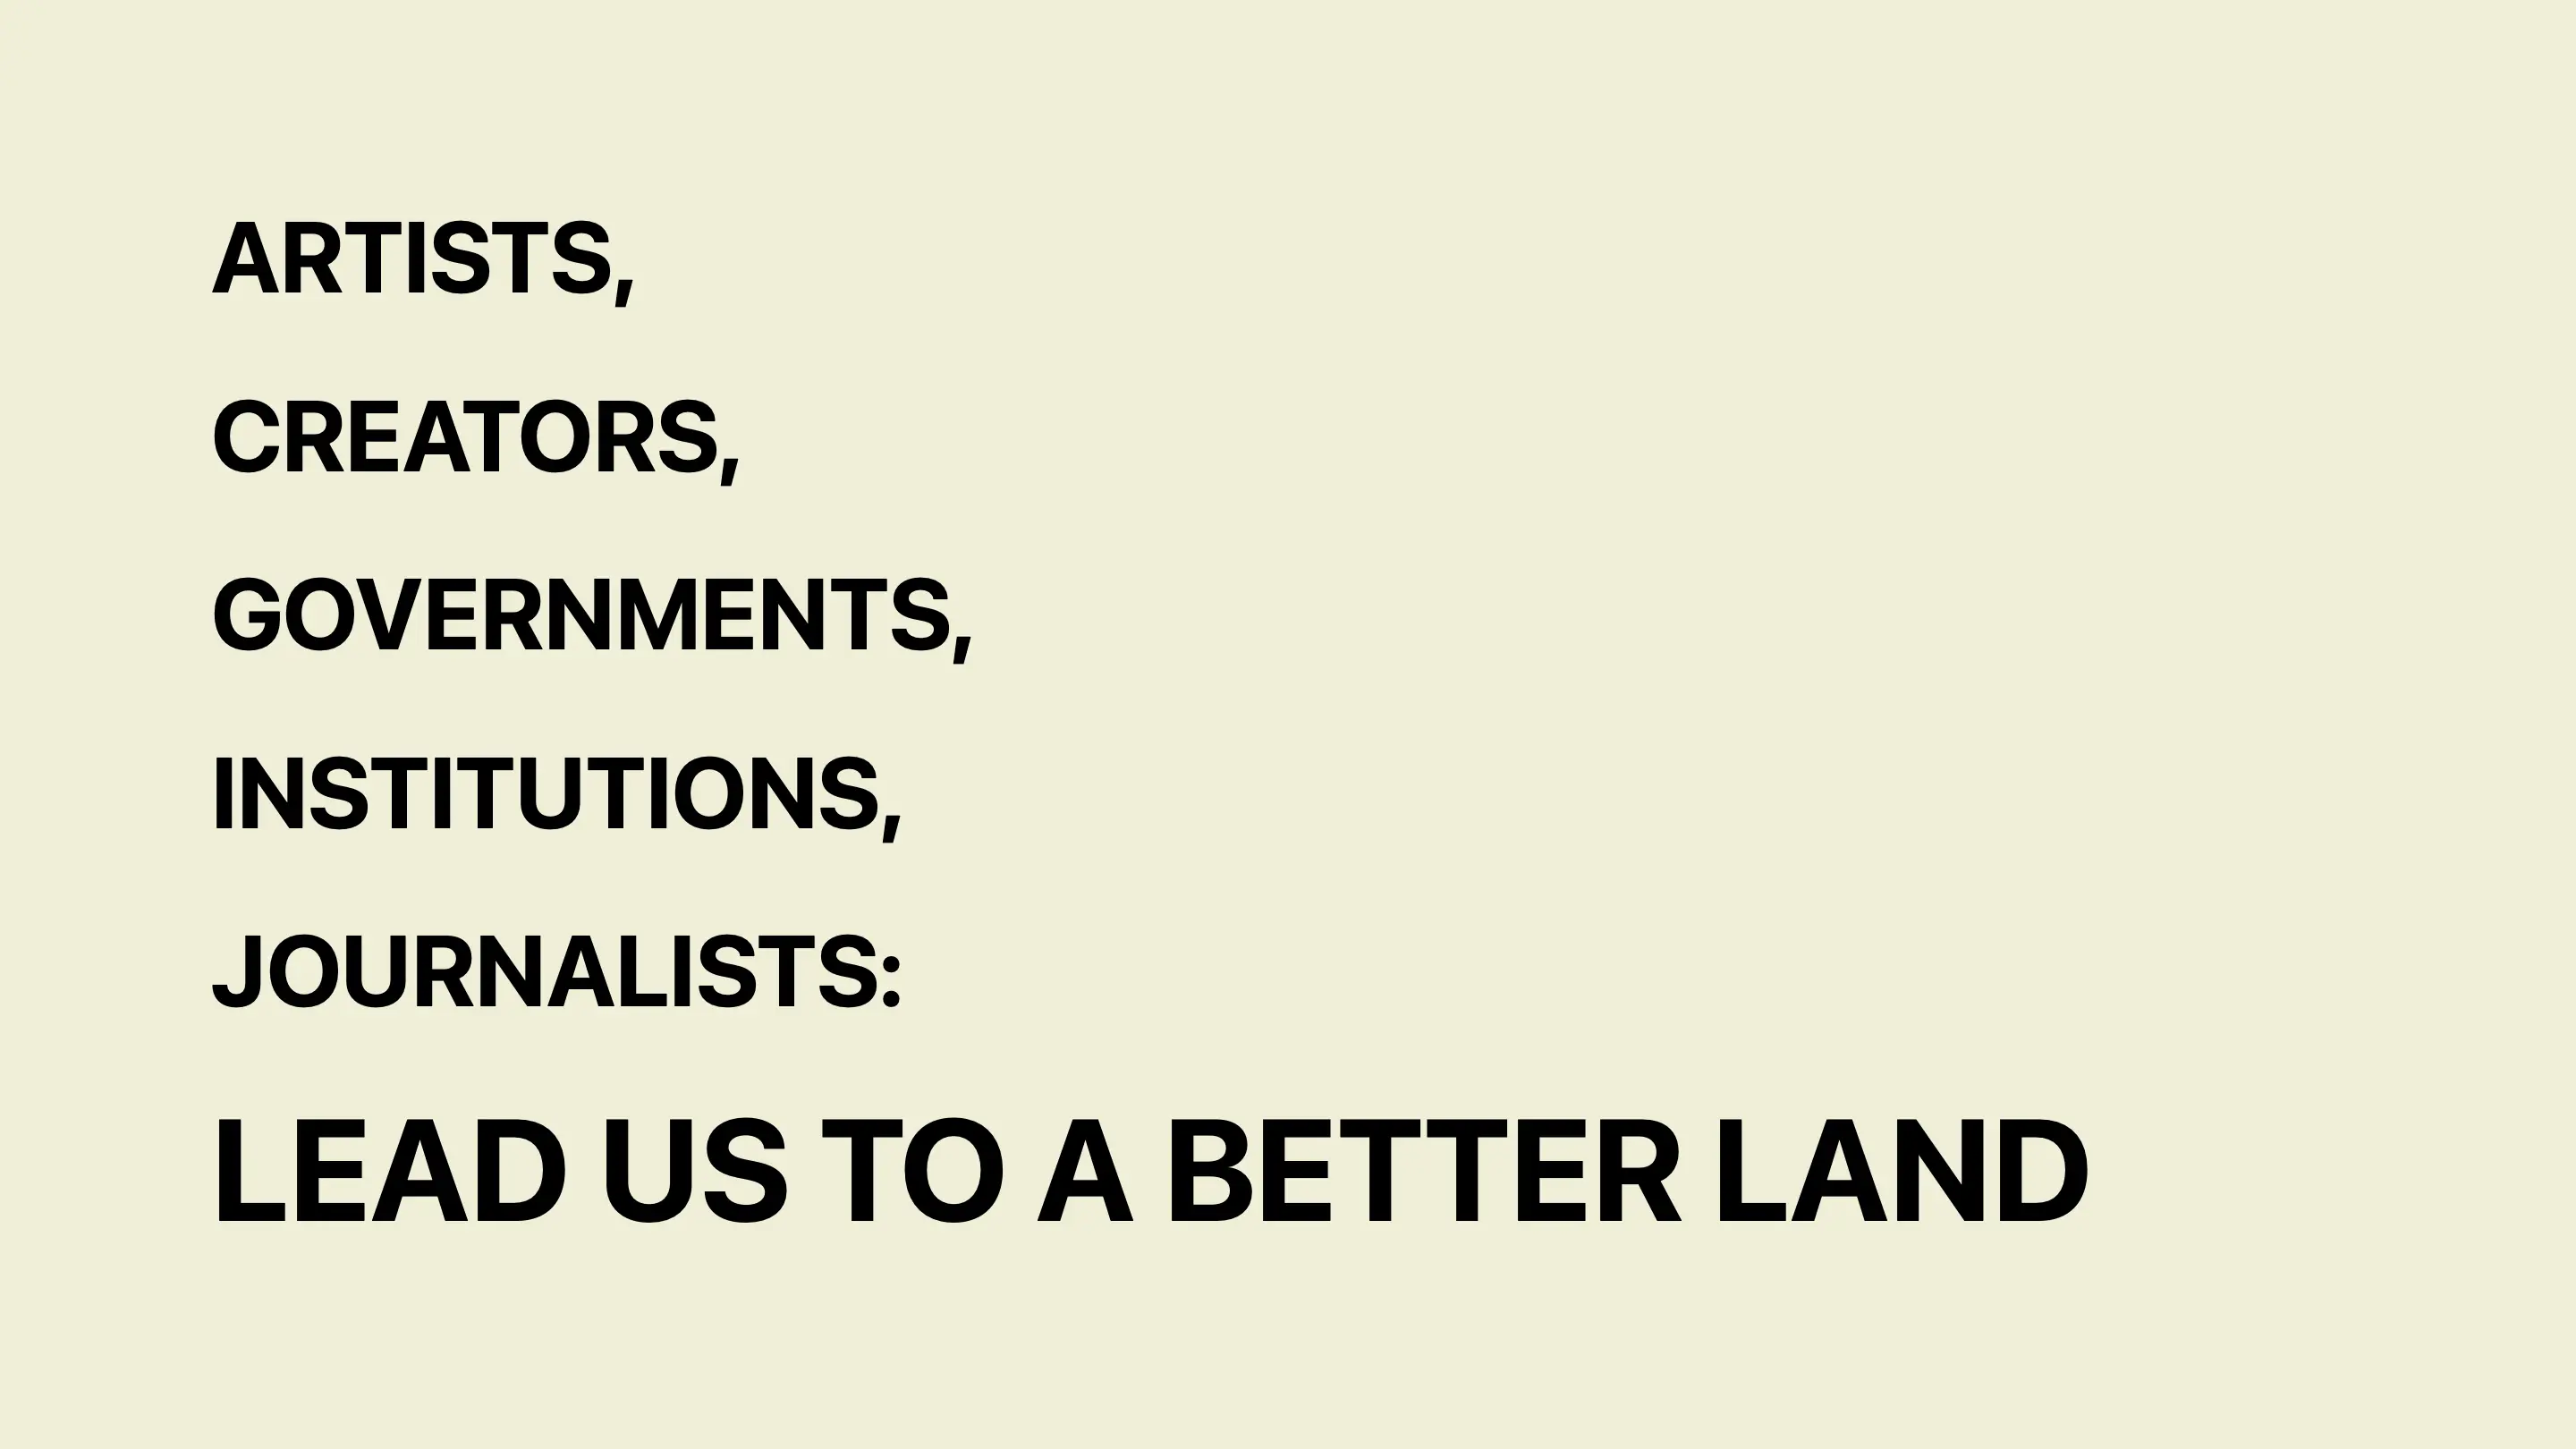 ARTISTS,
CREATORS,
GOVERNMENTS,
INSTITUTIONS,
JOURNALISTS:
LEAD US TO A BETTER LAND